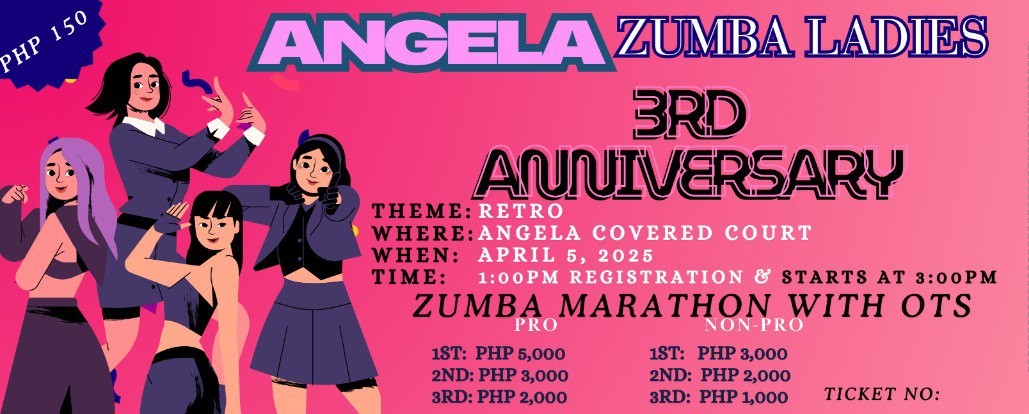 PHP 150
ANGELA ZUMBA LADIES
3RD
ANNIVERSARY
THEME: RETRO
WHERE: ANGELA COVERED COURT
WHEN: APRIL 5, 2025
TIME: 1:00PM REGISTRATION & STARTS AT 3:00PM
ZUMBA MARATHON WITH OTS
PRO
1ST: PHP 5,000
2ND: PHP 3,000
3RD: PHP 2,000
NON-PRO
1ST: PHP 3,000
2ND: PHP 2,000
3RD: PHP 1,000
TICKET NO: